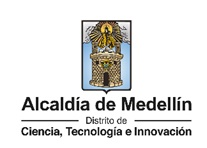 Alcaldía de Medellín
Distrito de
Ciencia, Tecnología e Innovación